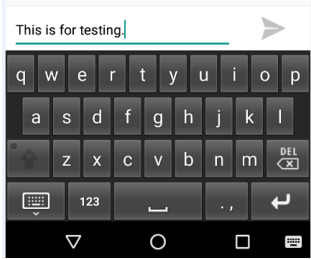 This is for testing.
q w e r t y u i o p
a s d f g h j k l
z x c v b n m DEL
123 . ,